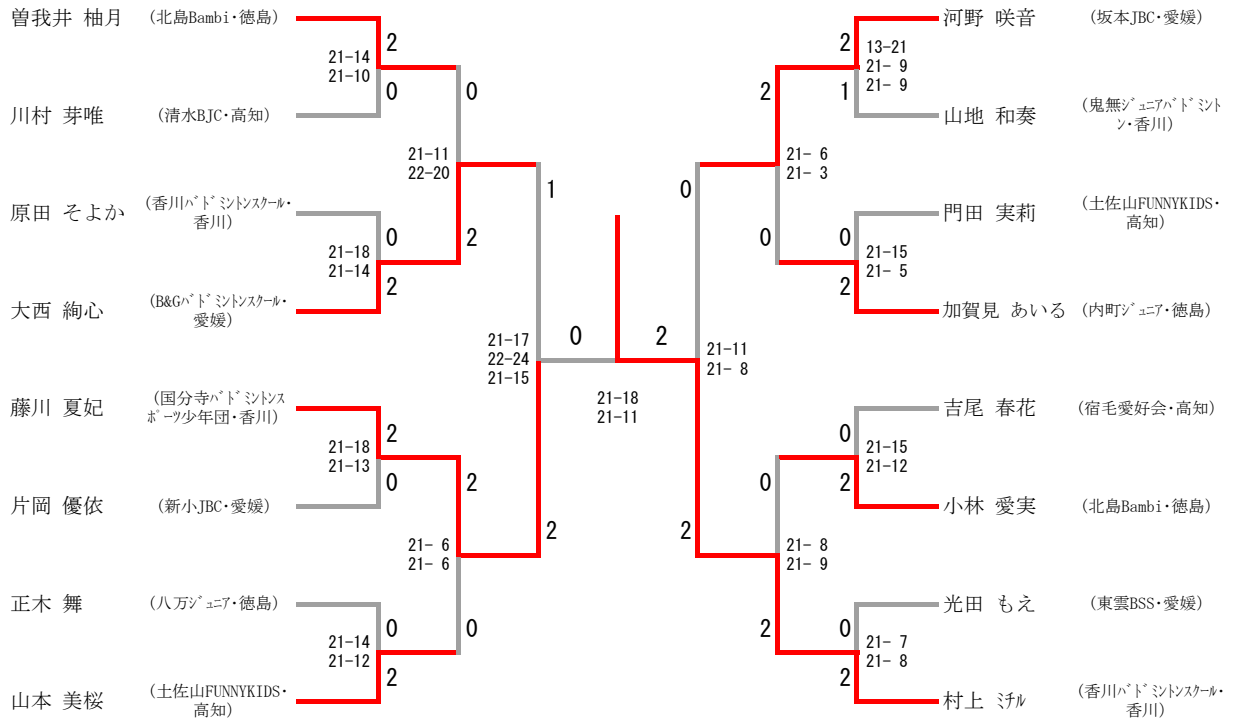 曽我井 柚月 (北島Bambi・徳島)
2
21-14
21-10
0
川村 芽唯 (清水BJC・高知)
0
21-11
22-20
2
原田 そよか (香川バドミントンスクール・
香川)
0
21-18
21-14
2
大西 絢心 (B&Gバドミントンスクール・
愛媛)
1
21-17
22-24
21-15
2
藤川 夏妃 (国分寺バドミントンス
ポーツ少年団・香川)
2
21-18
21-13
0
片岡 優依 (新小JBC・愛媛)
2
21- 6
21- 6
0
正木 舞 (八万ジュニア・徳島)
0
21-14
21-12
2
山本 美桜 (土佐山FUNNYKIDS・
高知)
0
2
21-18
21-11
河野 咲音 (坂本JBC・愛媛)
2
13-21
21- 9
21- 9
1
山地 和奏 (鬼無ジュニアバドミント
ン・香川)
2
21- 6
21- 3
0
門田 実莉 (土佐山FUNNYKIDS・
高知)
0
21-15
21- 5
2
加賀見 あいる (内町ジュニア・徳島)
0
21-11
21- 8
2
吉尾 春花 (宿毛愛好会・高知)
0
21-15
21-12
2
小林 愛実 (北島Bambi・徳島)
0
21- 8
21- 9
2
光田 もえ (東雲BSS・愛媛)
0
21- 7
21- 8
2
村上 ミチル (香川バドミントンスクール・
香川)